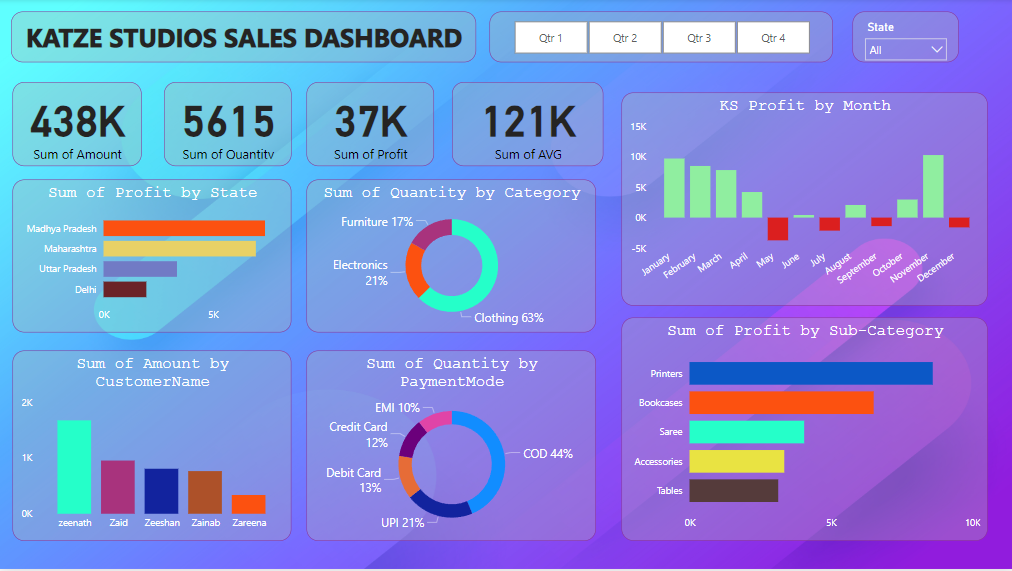 KATZE STUDIOS SALES DASHBOARD
Qtr 1
Qtr 2
Qtr 3
Qtr 4
State
All
438K
Sum of Amount
5615
Sum of Quantity
37K
Sum of Profit
121K
Sum of AVG
KS Profit by Month
15K
10K
5K
0K
-5K
January
February
March
April
May
June
July
August
September
October
November
December
Sum of Profit by State
Madhya Pradesh
Maharashtra
Uttar Pradesh
Delhi
0K
5K
Sum of Quantity by Category
Furniture 17%
Electronics
21%
Clothing 63%
Sum of Profit by Sub-Category
Printers
Bookcases
Saree
Accessories
Tables
0K
5K
10K
Sum of Amount by
CustomerName
2K
1K
0K
zeenath
Zaid
Zeeshan
Zainab
Zareena
Sum of Quantity by
PaymentMode
EMI 10%
Credit Card
12%
Debit Card
13%
UPI 21%
COD 44%